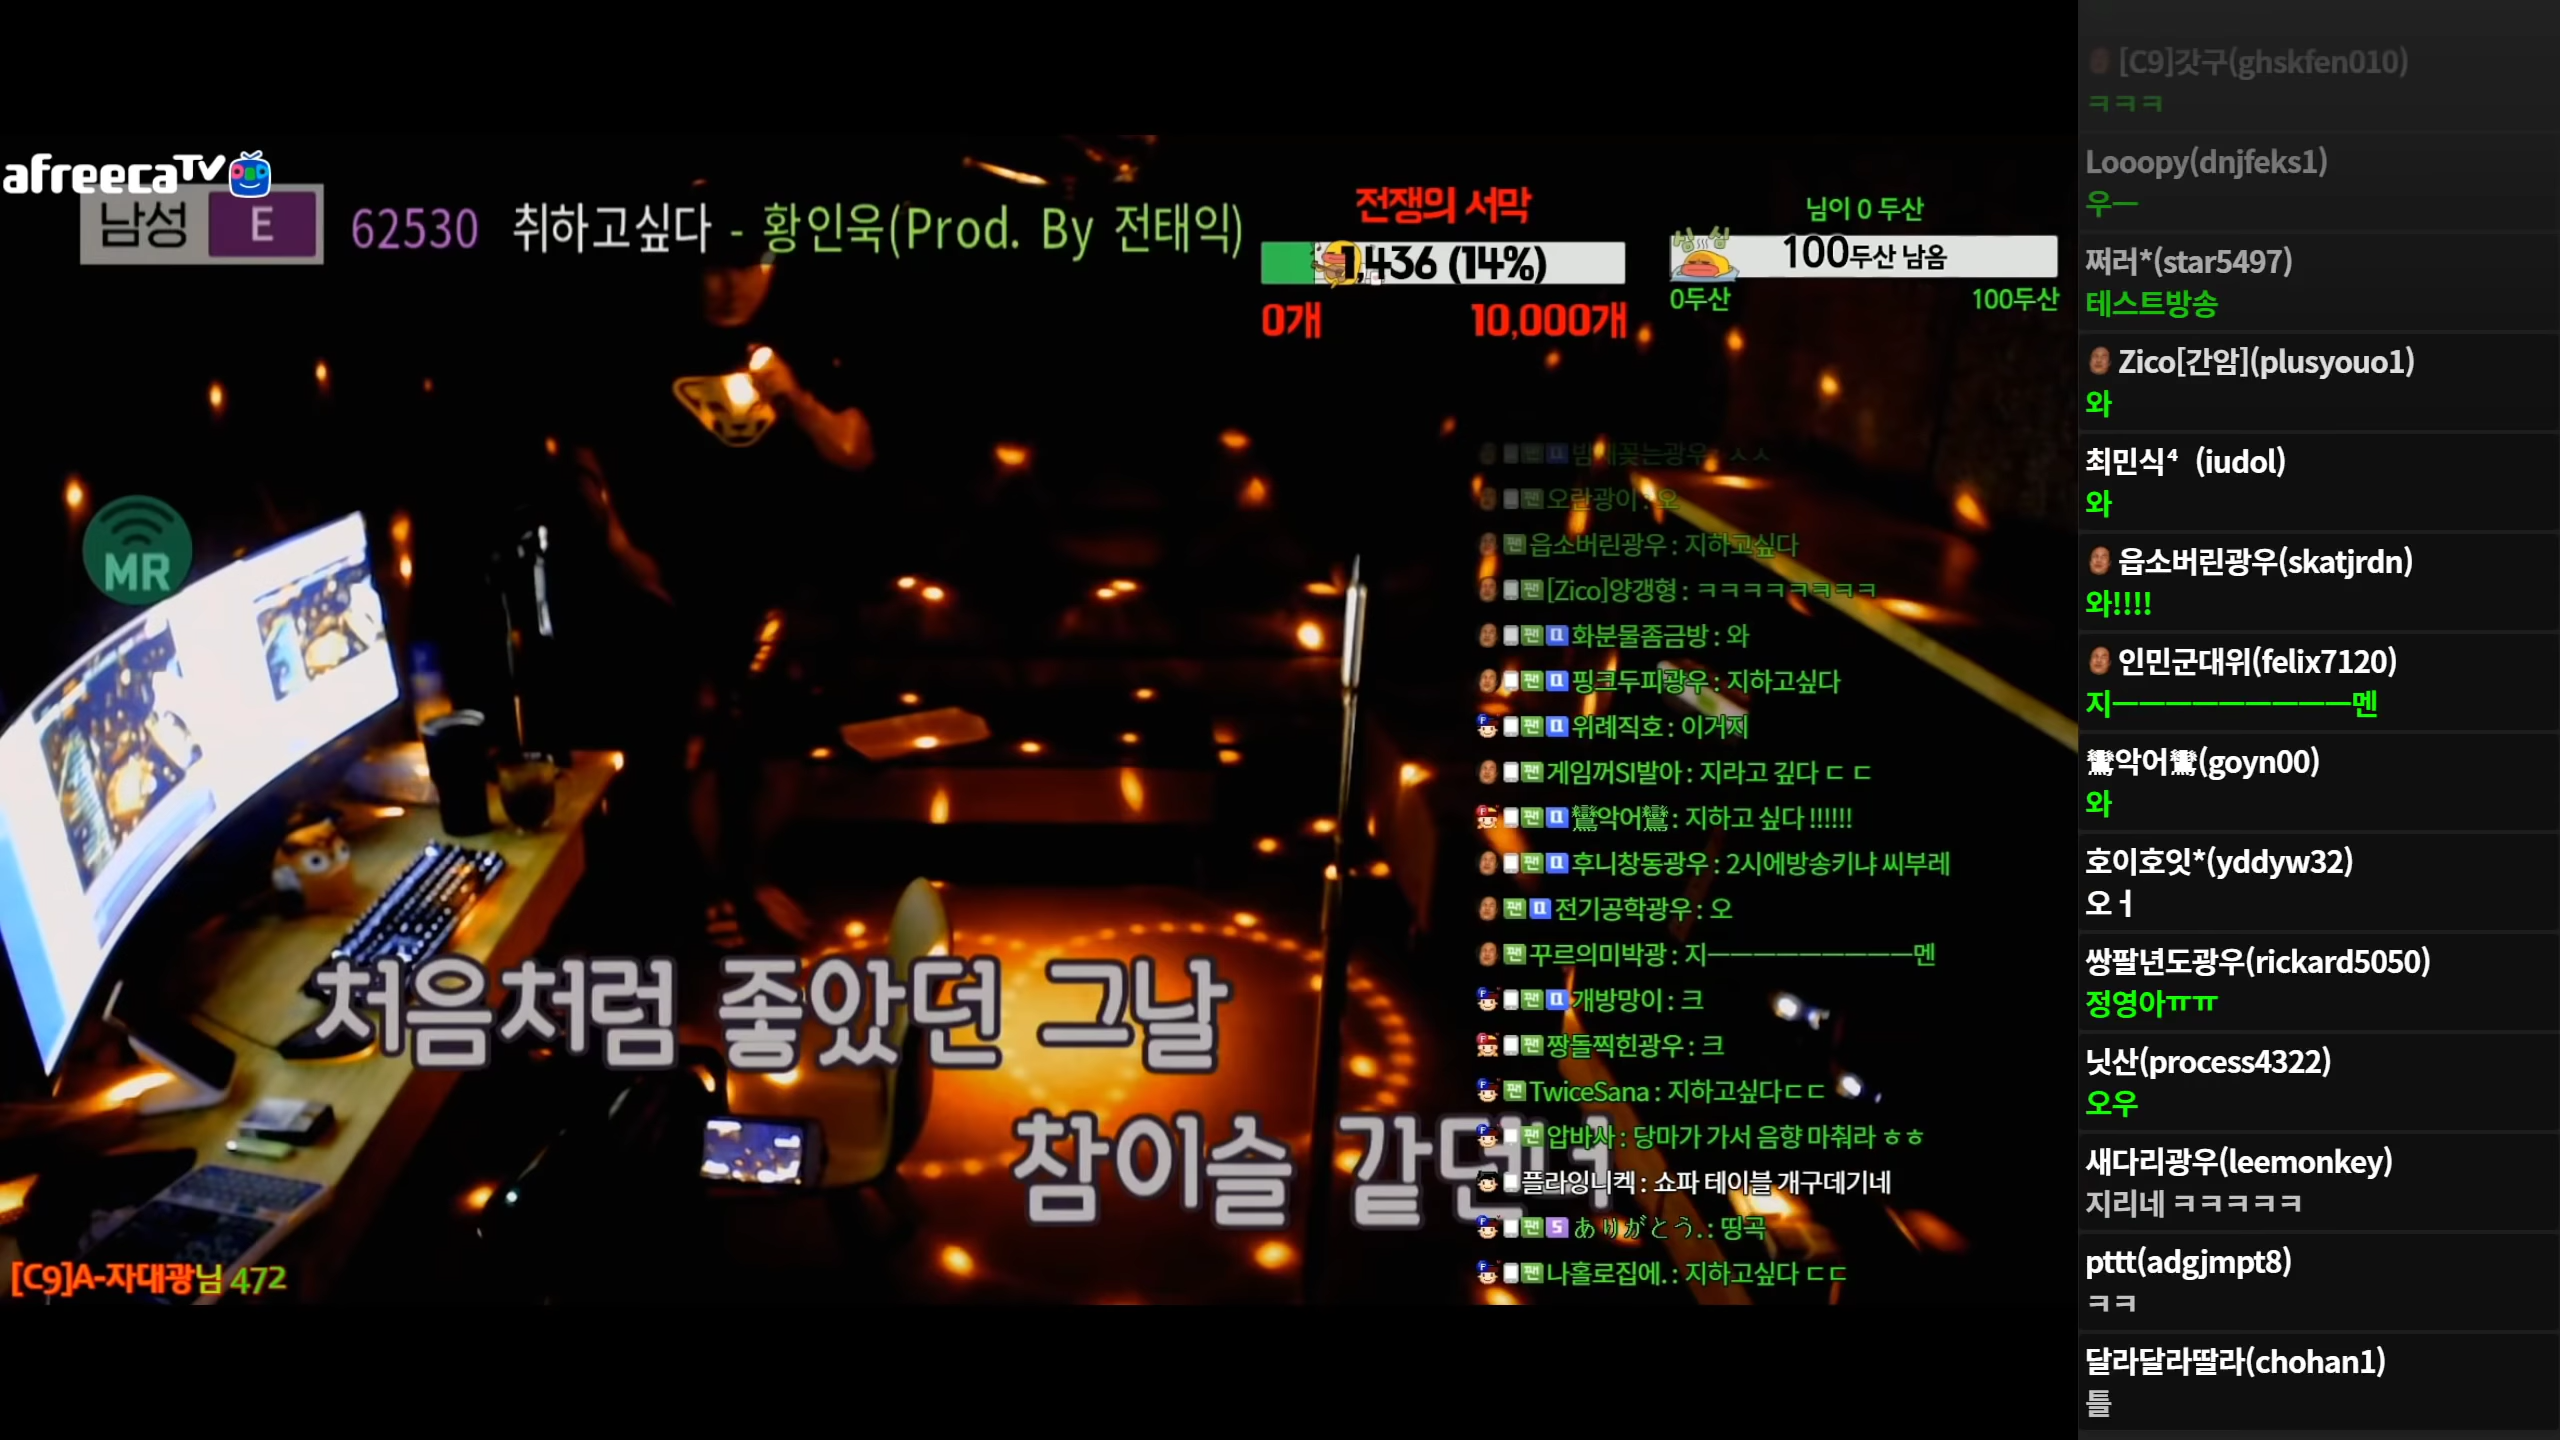 afreecaTV
남성 E 62530 취하고싶다 - 황인욱(Prod. By 전태익)
전쟁의 서막
1,436 (14%)
0개 10,000개
님이 0 두산
100두산 남음
0두산 100두산
MR
오란광이 : 오
읍소버린광우 : 지하고싶다
[Zico]양갱형 : ㅋㅋㅋㅋㅋㅋㅋㅋ
화분물좀금방 : 와
핑크두피광우 : 지하고싶다
위례직호 : 이거지
게임꺼SI발아 : 지라고 깊다 ㄷ ㄷ
악어 : 지하고 싶다 !!!!!!
후니창동광우 : 2시에방송키냐 씨부레
전기공학광우 : 오
꾸르의미박광 : 지─────────멘
개방망이 : 크
짱돌찍힌광우 : 크
TwiceSana : 지하고싶다ㄷㄷ
압바사 : 당마가 가서 음향 마춰라 ㅎㅎ
플라잉니켁 : 쇼파 테이블 개구데기네
ありがとう. : 띵곡
나홀로집에. : 지하고싶다 ㄷㄷ
처음처럼 좋았던 그날
참이슬 같던너
[C9]A-자대광님 472
[C9]갓구(ghskfen010)
ㅋㅋㅋ
Looopy(dnjfeks1)
우ㅡ
쩌러*(star5497)
테스트방송
Zico[간암](plusyouo1)
와
최민식⁴ (iudol)
와
읍소버린광우(skatjrdn)
와!!!!
인민군대위(felix7120)
지─────────멘
악어(goyn00)
와
호이호잇*(yddyw32)
오ㅓ
쌍팔년도광우(rickard5050)
정영아ㅠㅠ
닛산(process4322)
오우
새다리광우(leemonkey)
지리네 ㅋㅋㅋㅋㅋ
pttt(adgjmpt8)
ㅋㅋ
달라달라딸라(chohan1)
틀